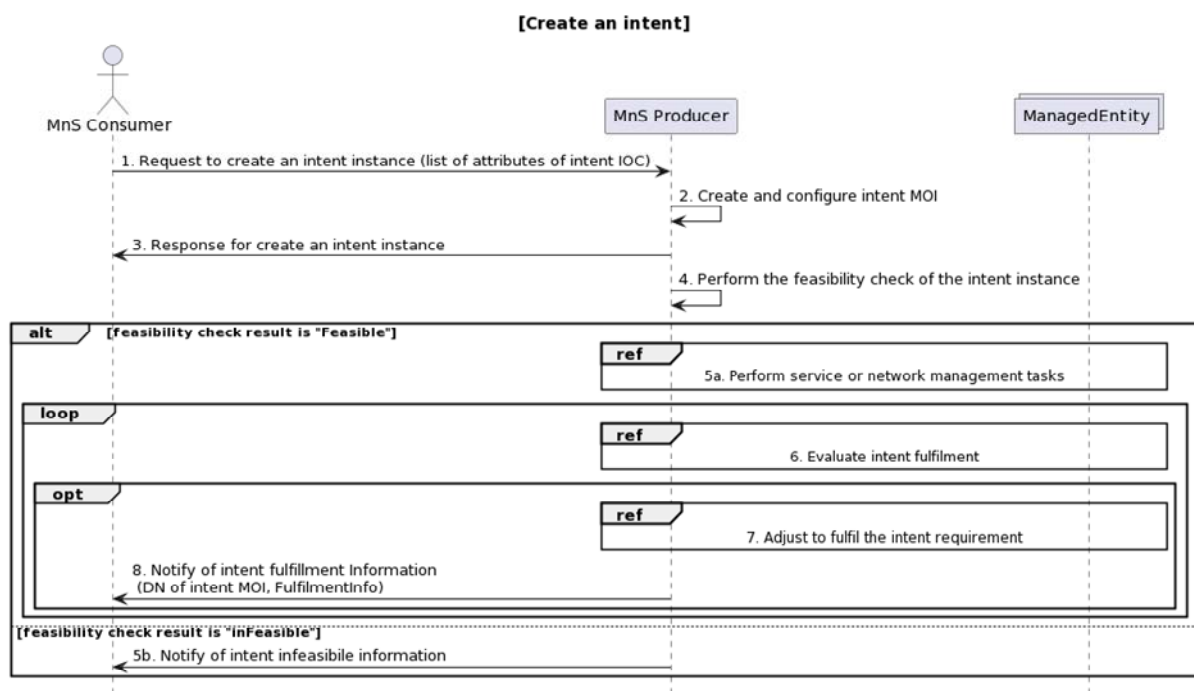 [Create an intent]
MnS Consumer
MnS Producer
ManagedEntity
1. Request to create an intent instance (list of attributes of intent IOC)
2. Create and configure intent MOI
3. Response for create an intent instance
4. Perform the feasibility check of the intent instance
alt [feasibility check result is "Feasible"]
ref
5a. Perform service or network management tasks
loop
ref
6. Evaluate intent fulfilment
opt
ref
7. Adjust to fulfil the intent requirement
8. Notify of intent fulfillment Information
(DN of intent MOI, FulfilmentInfo)
[feasibility check result is "inFeasible"]
5b. Notify of intent infeasibile information